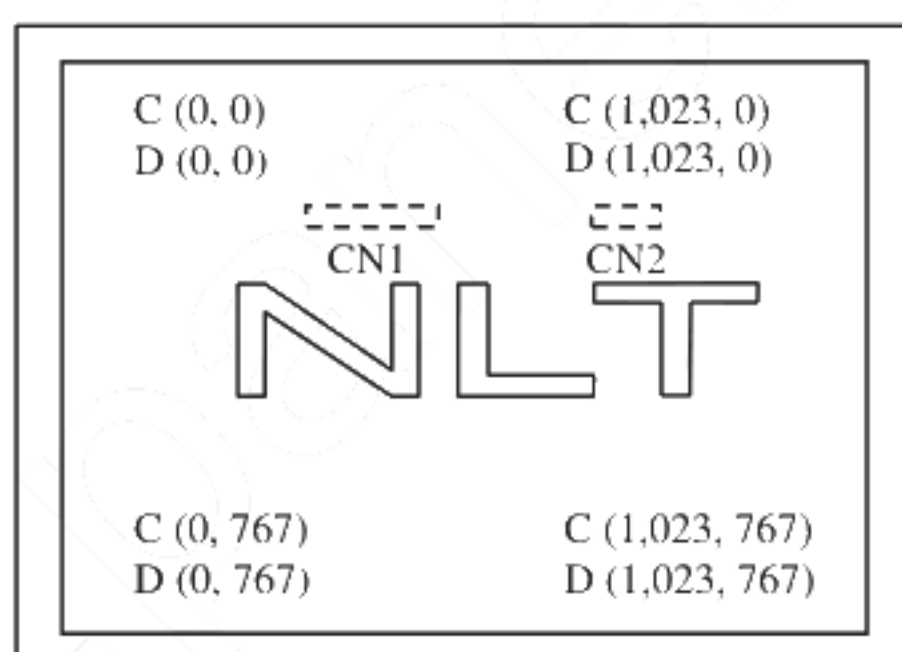 C (0, 0) C (1,023, 0)
D (0, 0) D (1,023, 0)
CN1 CN2
NLT
C (0, 767) C (1,023, 767)
D (0, 767) D (1,023, 767)